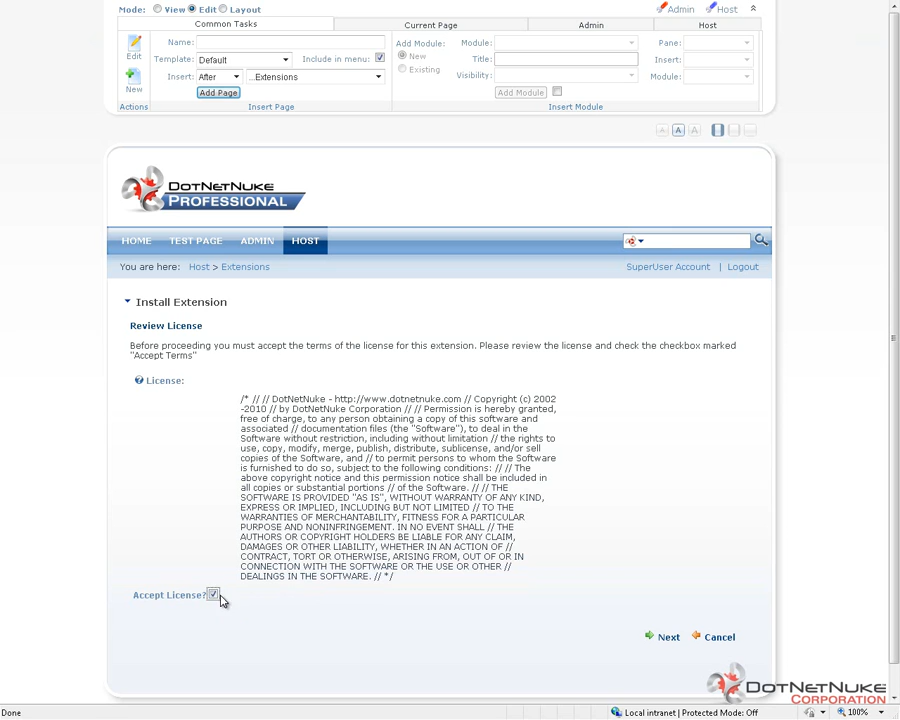 Mode: View Edit Layout
Admin Host
Common Tasks Current Page Admin Host
Edit
New
Actions
Name:
Template: Default Include in menu:
Insert: After ...Extensions
Add Page
Insert Page
Add Module: New Existing
Module:
Title:
Visibility:
Add Module
Insert Module
Pane:
Insert:
Module:
A A A
DotNetNuke
PROFESSIONAL
HOME TEST PAGE ADMIN HOST
You are here: Host > Extensions
SuperUser Account | Logout
Install Extension
Review License
Before proceeding you must accept the terms of the license for this extension. Please review the license and check the checkbox marked
"Accept Terms"
License:
/* // // DotNetNuke - http://www.dotnetnuke.com // Copyright (c) 2002
-2010 // by DotNetNuke Corporation // // Permission is hereby granted,
free of charge, to any person obtaining a copy of this software and
associated // documentation files (the "Software"), to deal in the
Software without restriction, including without limitation // the rights to
use, copy, modify, merge, publish, distribute, sublicense, and/or sell
copies of the Software, and // to permit persons to whom the Software
is furnished to do so, subject to the following conditions: // // The
above copyright notice and this permission notice shall be included in
all copies or substantial portions // of the Software. // // THE
SOFTWARE IS PROVIDED "AS IS", WITHOUT WARRANTY OF ANY KIND,
EXPRESS OR IMPLIED, INCLUDING BUT NOT LIMITED // TO THE
WARRANTIES OF MERCHANTABILITY, FITNESS FOR A PARTICULAR
PURPOSE AND NONINFRINGEMENT. IN NO EVENT SHALL // THE
AUTHORS OR COPYRIGHT HOLDERS BE LIABLE FOR ANY CLAIM,
DAMAGES OR OTHER LIABILITY, WHETHER IN AN ACTION OF //
CONTRACT, TORT OR OTHERWISE, ARISING FROM, OUT OF OR IN
CONNECTION WITH THE SOFTWARE OR THE USE OR OTHER //
DEALINGS IN THE SOFTWARE. // */
Accept License?
Next Cancel
DotNetNuke
CORPORATION
Done
Local intranet | Protected Mode: Off
100%